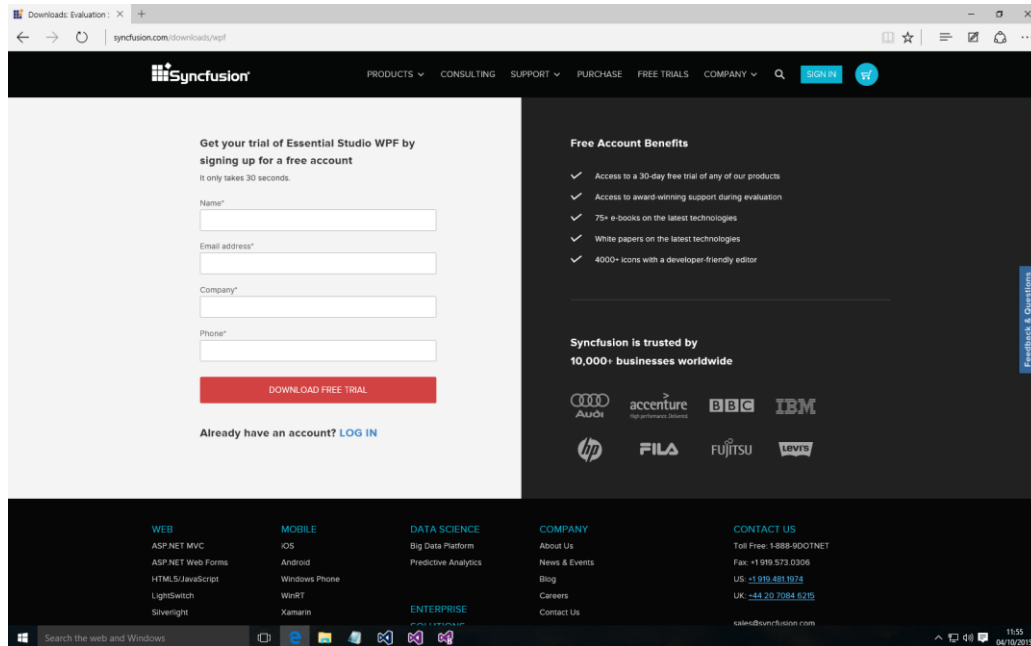 Downloads: Evaluation :
syncfusion.com/downloads/wpf
Syncfusion
PRODUCTS CONSULTING SUPPORT PURCHASE FREE TRIALS COMPANY SIGN IN
Get your trial of Essential Studio WPF by
signing up for a free account
It only takes 30 seconds.
Name*
Email address*
Company*
Phone*
DOWNLOAD FREE TRIAL
Already have an account? LOG IN
Free Account Benefits
Access to a 30-day free trial of any of our products
Access to award-winning support during evaluation
75+ e-books on the latest technologies
White papers on the latest technologies
4000+ icons with a developer-friendly editor
Syncfusion is trusted by
10,000+ businesses worldwide
Audi accenture BBC IBM
High performance. Delivered.
hp FILA FUJITSU LEVI'S
Feedback & Questions
WEB
ASP.NET MVC
ASP.NET Web Forms
HTML5/JavaScript
LightSwitch
Silverlight
MOBILE
iOS
Android
Windows Phone
WinRT
Xamarin
DATA SCIENCE
Big Data Platform
Predictive Analytics
ENTERPRISE
SOLUTIONS
COMPANY
About Us
News & Events
Blog
Careers
Contact Us
CONTACT US
Toll Free: 1-888-9DOTNET
Fax: +1 919.573.0306
US: +1 919.481.1974
UK: +44 20 7084 6215
sales@syncfusion.com
Search the web and Windows
11:55
04/10/2015